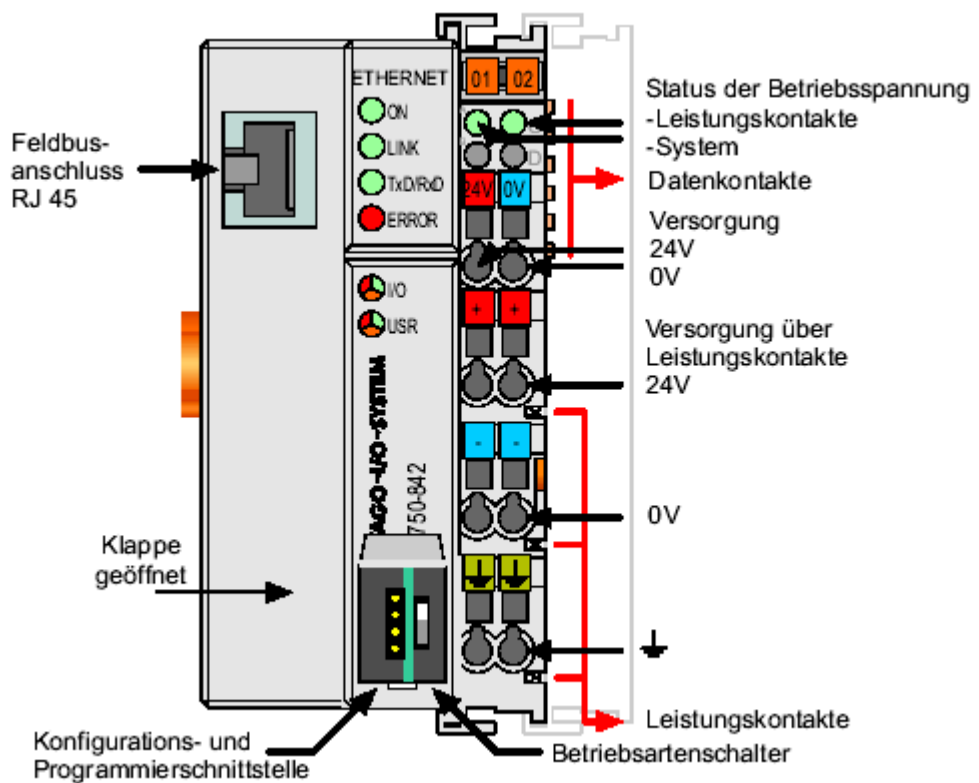 ETHERNET
ON
LINK
TxD/RxD
ERROR
I/O
USR
WAGO-I/O-SYSTEM
750-842
01 02
24V 0V
+ +
- -
Feldbus-
anschluss
RJ 45
Klappe
geöffnet
Konfigurations- und
Programmierschnittstelle
Betriebsartenschalter
Status der Betriebsspannung
-Leistungskontakte
-System
Datenkontakte
Versorgung
24V
0V
Versorgung über
Leistungskontakte
24V
0V
Leistungskontakte